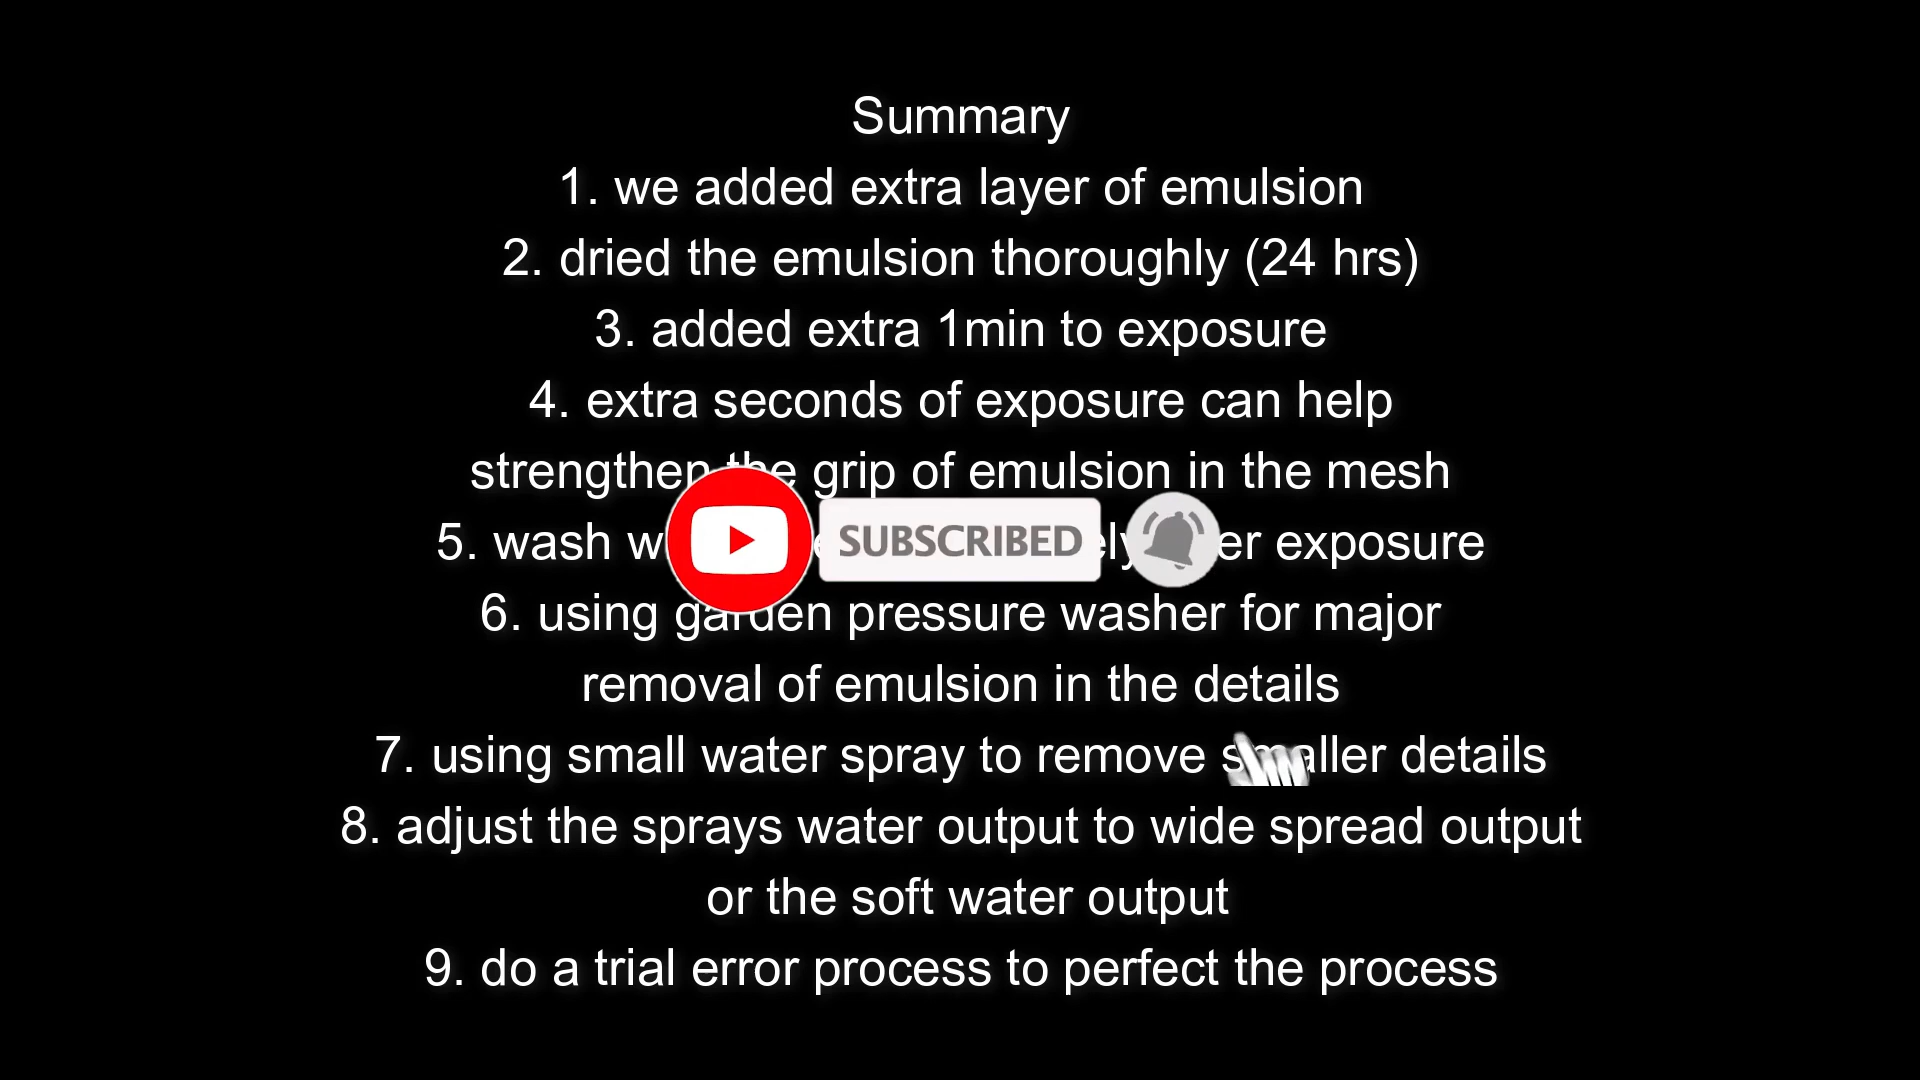 Summary
1. we added extra layer of emulsion
2. dried the emulsion thoroughly (24 hrs)
3. added extra 1min to exposure
4. extra seconds of exposure can help
strengthen the grip of emulsion in the mesh
5. wash SUBSCRIBED exposure
6. using garden pressure washer for major
removal of emulsion in the details
7. using small water spray to remove smaller details
8. adjust the sprays water output to wide spread output
or the soft water output
9. do a trial error process to perfect the process